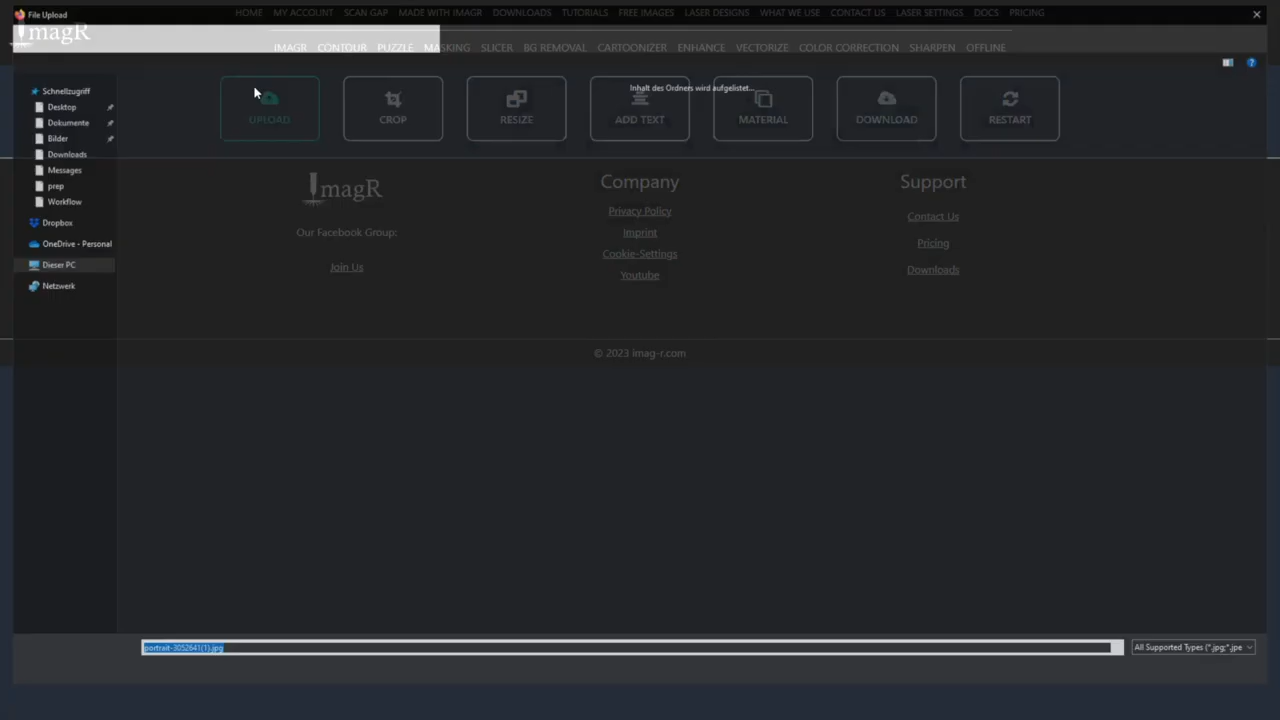 File Upload
HOME MY ACCOUNT SCAN GAP MADE WITH IMAGR DOWNLOADS TUTORIALS FREE IMAGES LASER DESIGNS WHAT WE USE CONTACT US LASER SETTINGS DOCS PRICING
ImagR
IMAGR CONTOUR PUZZLE MASKING SLICER BG REMOVAL CARTOONIZER ENHANCE VECTORIZE COLOR CORRECTION SHARPEN OFFLINE
Inhalt des Ordners wird aufgelistet...
UPLOAD CROP RESIZE ADD TEXT MATERIAL DOWNLOAD RESTART
Schnellzugriff
Desktop
Dokumente
Bilder
Downloads
Messages
prep
Workflow
Dropbox
OneDrive - Personal
Dieser PC
Netzwerk
ImagR
Our Facebook Group:
Join Us
Company
Privacy Policy
Imprint
Cookie-Settings
Youtube
Support
Contact Us
Pricing
Downloads
© 2023 imag-r.com
portrait-3052641(1).jpg
All Supported Types (*.jpg;*.jpe